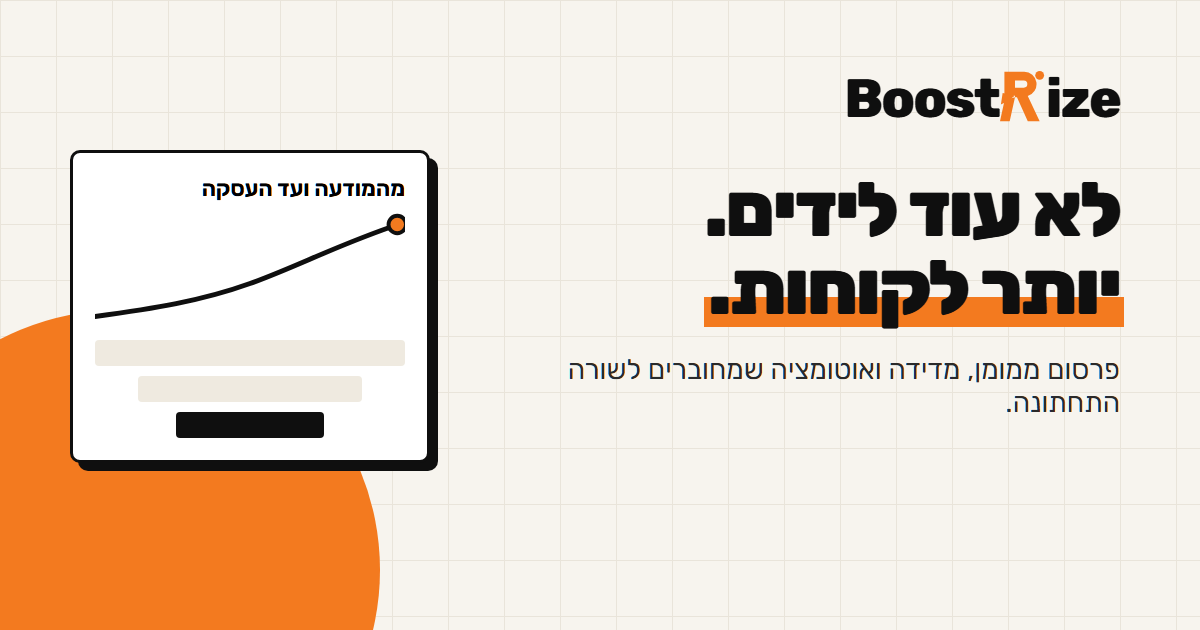 BoostRize
לא עוד לידים.
יותר לקוחות.
פרסום ממומן, מדידה ואוטומציה שמחוברים לשורה
התחתונה.
מהמודעה ועד העסקה